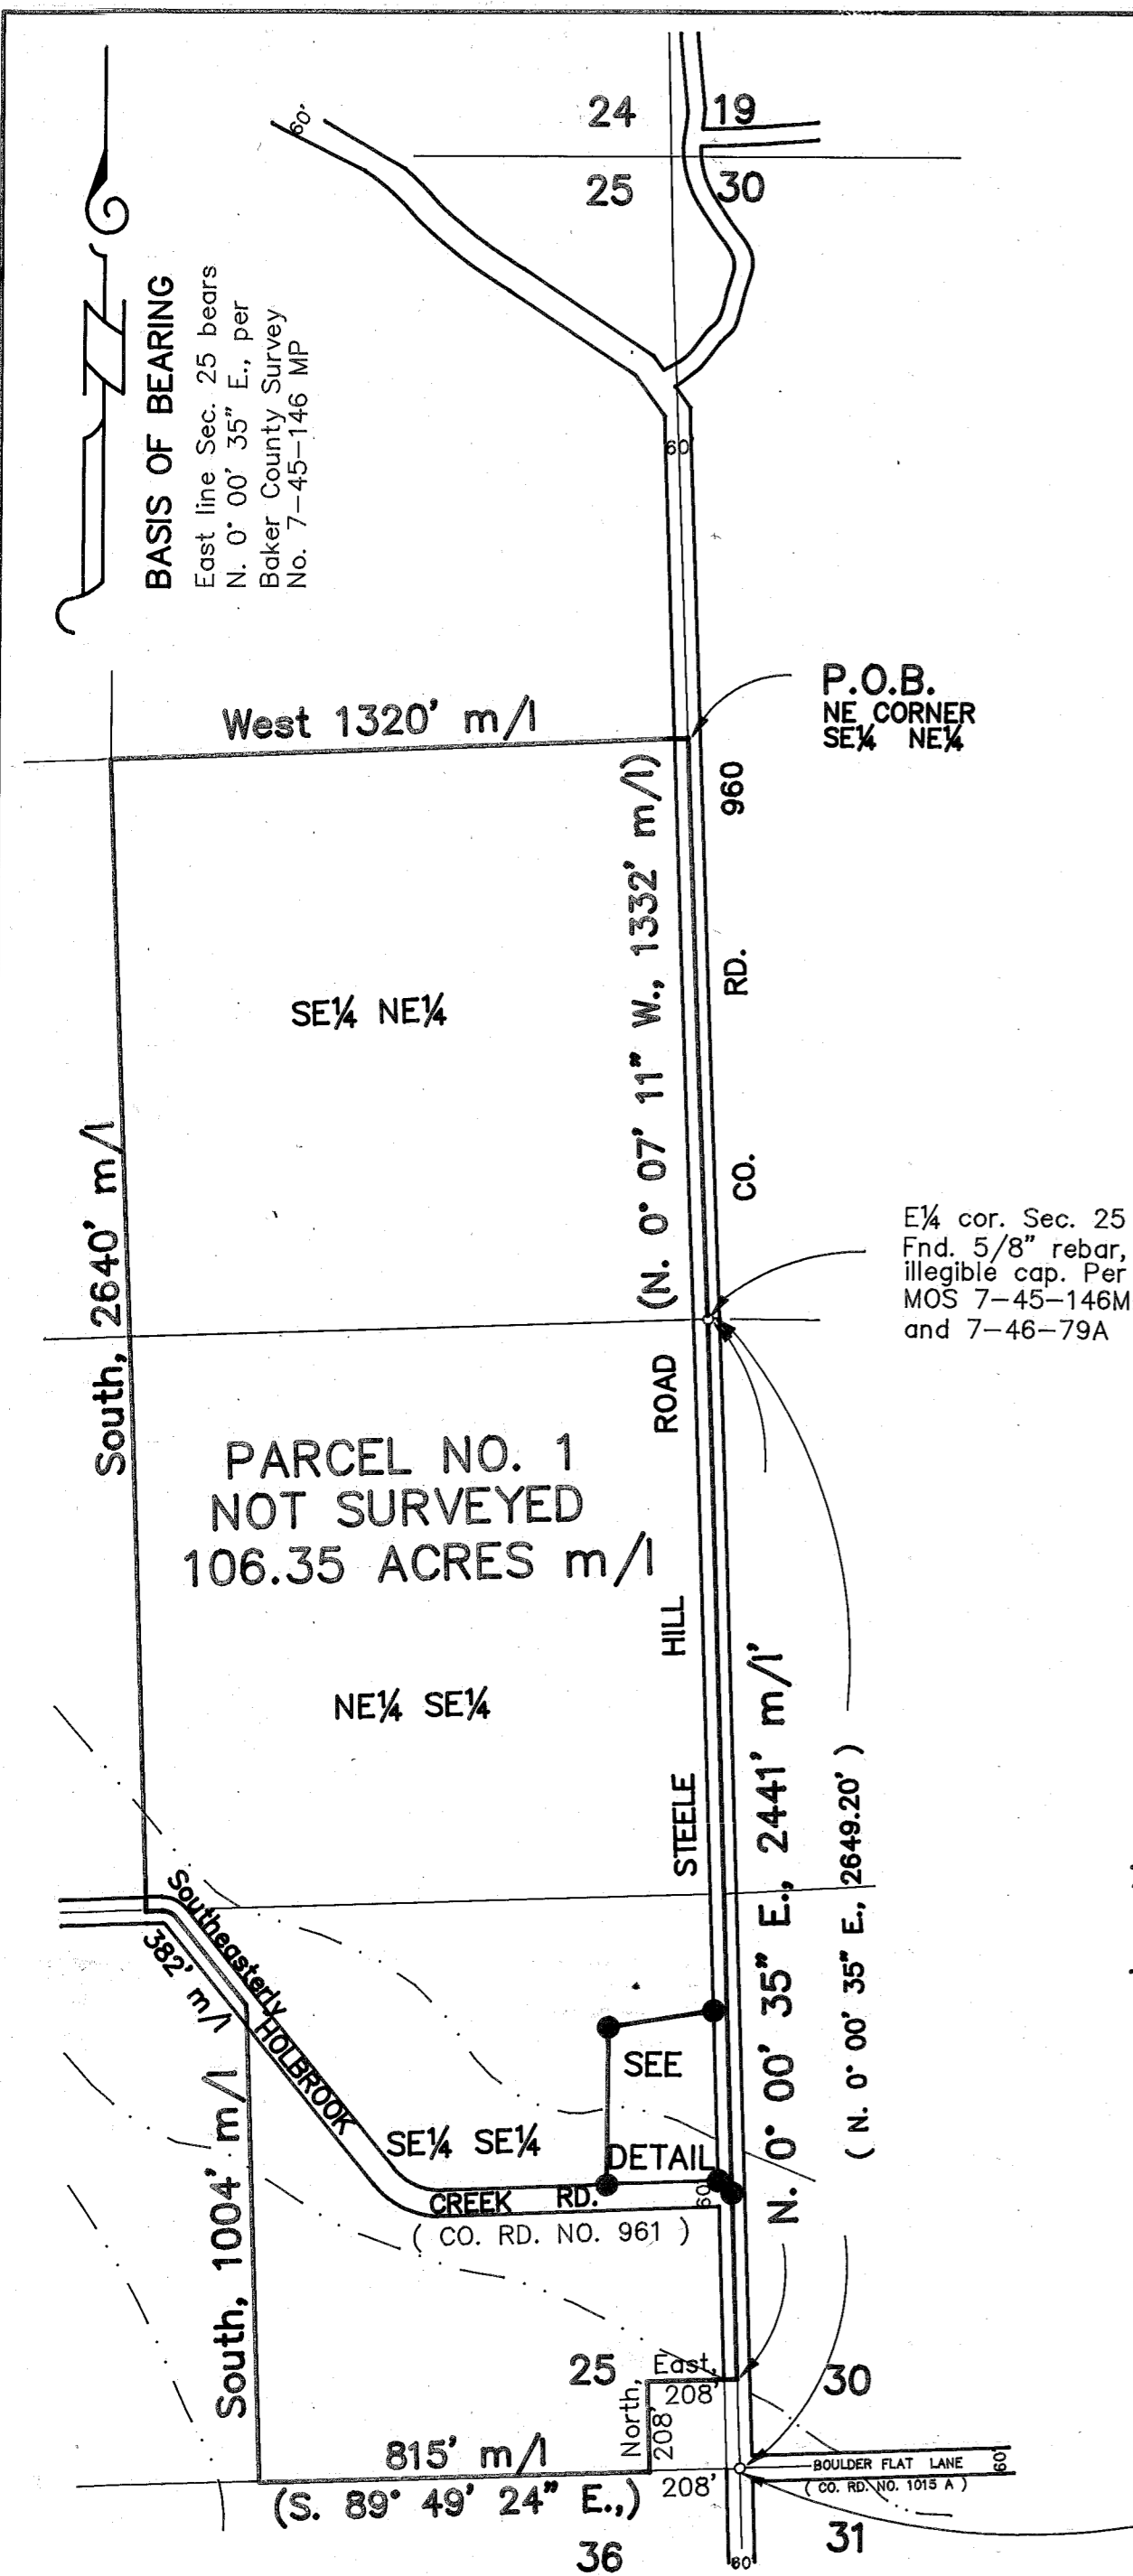 60'
24
19
25
30
BASIS OF BEARING
East line Sec. 25 bears
N. 0° 00' 35" E., per
Baker County Survey
No. 7-45-146 MP
60'
P.O.B.
NE CORNER
SE¼ NE¼
West 1320' m/l
(N. 0° 07' 11" W., 1332' m/l)
960
RD.
CO.
SE¼ NE¼
South, 2640' m/l
E¼ cor. Sec. 25
Fnd. 5/8" rebar,
illegible cap. Per
MOS 7-45-146M
and 7-46-79A
ROAD
HILL
STEELE
PARCEL NO. 1
NOT SURVEYED
106.35 ACRES m/l
NE¼ SE¼
N. 0° 00' 35" E., 2441' m/l'
( N. 0° 00' 35" E., 2649.20' )
Southeasterly
382' m/l
HOLBROOK
SEE
DETAIL
SE¼ SE¼
CREEK RD.
( CO. RD. NO. 961 )
60'
South, 1004' m/l
25
East,
208'
North,
208'
30
815' m/l
208'
(S. 89° 49' 24" E.,)
BOULDER FLAT LANE
( CO. RD. NO. 1015 A )
60'
36
31
60'